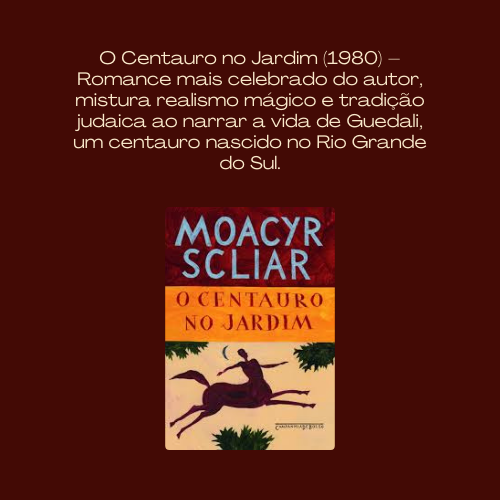 O Centauro no Jardim (1980) –
Romance mais celebrado do autor,
mistura realismo mágico e tradição
judaica ao narrar a vida de Guedali,
um centauro nascido no Rio Grande
do Sul.
MOACYR
SCLIAR
O CENTAURO
NO JARDIM